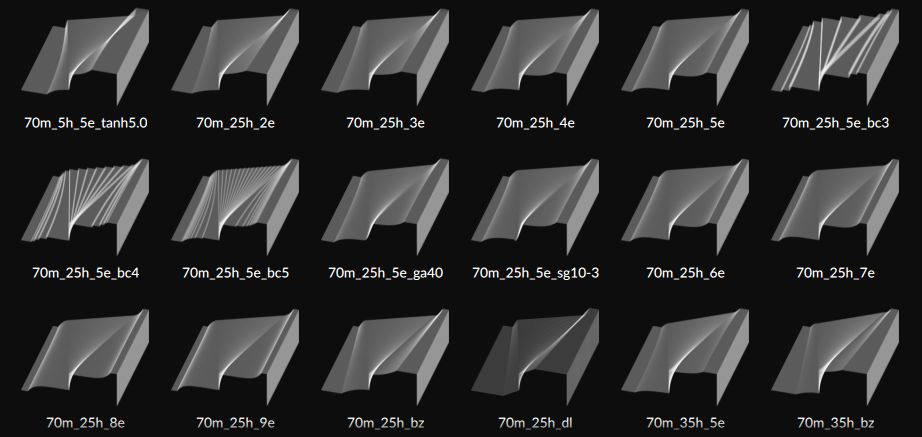 70m_5h_5e_tanh5.0
70m_25h_2e
70m_25h_3e
70m_25h_4e
70m_25h_5e
70m_25h_5e_bc3
70m_25h_5e_bc4
70m_25h_5e_bc5
70m_25h_5e_ga40
70m_25h_5e_sg10-3
70m_25h_6e
70m_25h_7e
70m_25h_8e
70m_25h_9e
70m_25h_bz
70m_25h_dl
70m_35h_5e
70m_35h_bz